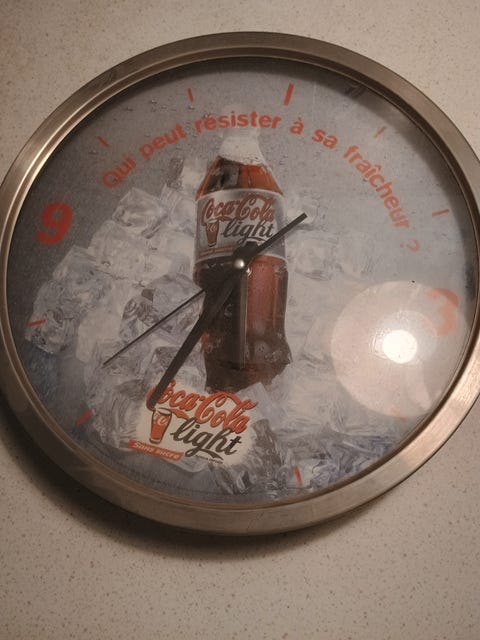 Qui peut résister à sa fraîcheur ?
Coca-Cola
light
9
3
Coca-Cola
light
Sans sucre